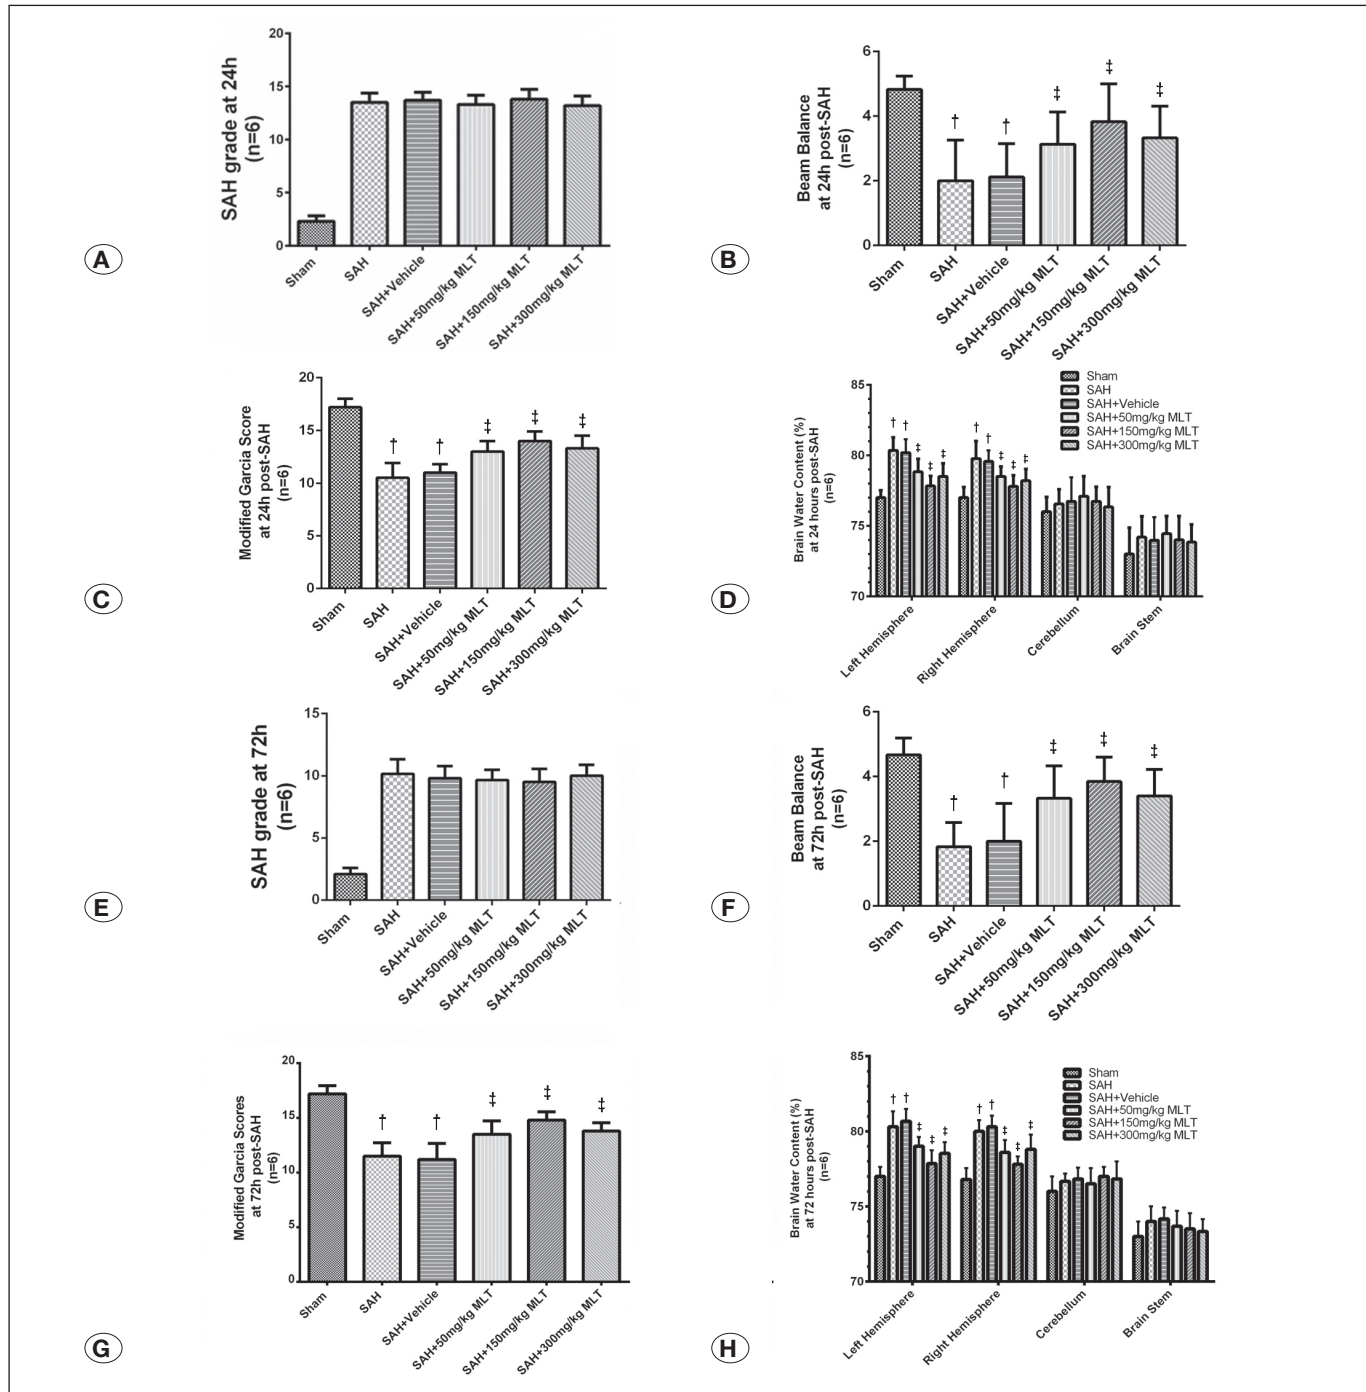 SAH grade at 24h
(n=6)
20
15
10
5
0
Sham
SAH
SAH+Vehicle
SAH+50mg/kg MLT
SAH+150mg/kg MLT
SAH+300mg/kg MLT
A
Beam Balance
at 24h post-SAH
(n=6)
6
4
2
0
† † ‡ ‡ ‡
Sham
SAH
SAH+Vehicle
SAH+50mg/kg MLT
SAH+150mg/kg MLT
SAH+300mg/kg MLT
B
Modified Garcia Score
at 24h post-SAH
(n=6)
20
15
10
5
0
† † ‡ ‡ ‡
Sham
SAH
SAH+Vehicle
SAH+50mg/kg MLT
SAH+150mg/kg MLT
SAH+300mg/kg MLT
C
Brain Water Content (%)
at 24 hours post-SAH
(n=6)
85
80
75
70
Sham
SAH
SAH+Vehicle
SAH+50mg/kg MLT
SAH+150mg/kg MLT
SAH+300mg/kg MLT
† † ‡ ‡ ‡ † † ‡ ‡ ‡
Left Hemisphere
Right Hemisphere
Cerebellum
Brain Stem
D
SAH grade at 72h
(n=6)
15
10
5
0
Sham
SAH
SAH+Vehicle
SAH+50mg/kg MLT
SAH+150mg/kg MLT
SAH+300mg/kg MLT
E
Beam Balance
at 72h post-SAH
(n=6)
6
4
2
0
† † ‡ ‡ ‡
Sham
SAH
SAH+Vehicle
SAH+50mg/kg MLT
SAH+150mg/kg MLT
SAH+300mg/kg MLT
F
Modified Garcia Scores
at 72h post-SAH
(n=6)
20
15
10
5
0
† † ‡ ‡ ‡
Sham
SAH
SAH+Vehicle
SAH+50mg/kg MLT
SAH+150mg/kg MLT
SAH+300mg/kg MLT
G
Brain Water Content (%)
at 72 hours post-SAH
(n=6)
85
80
75
70
Sham
SAH
SAH+Vehicle
SAH+50mg/kg MLT
SAH+150mg/kg MLT
SAH+300mg/kg MLT
† † ‡ ‡ ‡ † † ‡ ‡ ‡
Left Hemisphere
Right Hemisphere
Cerebellum
Brain Stem
H